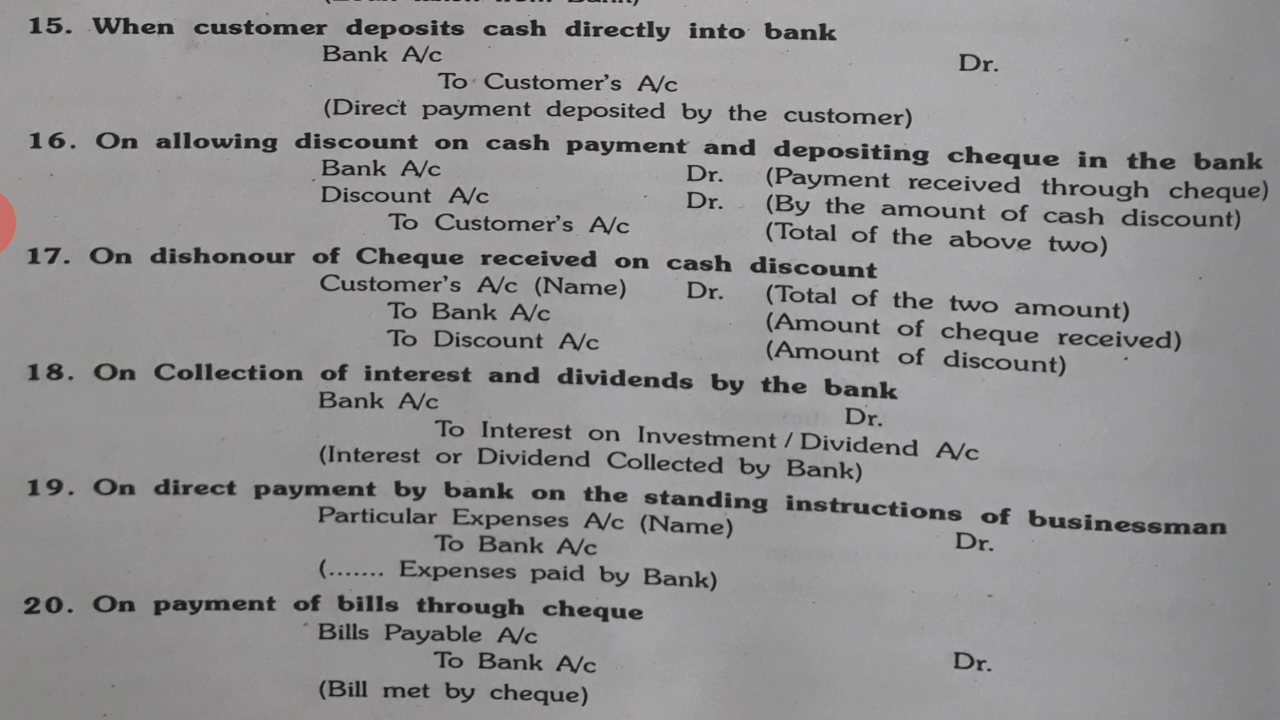 15. When customer deposits cash directly into bank
Bank A/c Dr.
To Customer's A/c
(Direct payment deposited by the customer)
16. On allowing discount on cash payment and depositing cheque in the bank
Bank A/c Dr. (Payment received through cheque)
Discount A/c Dr. (By the amount of cash discount)
To Customer's A/c (Total of the above two)
17. On dishonour of Cheque received on cash discount
Customer's A/c (Name) Dr. (Total of the two amount)
To Bank A/c (Amount of cheque received)
To Discount A/c (Amount of discount)
18. On Collection of interest and dividends by the bank
Bank A/c Dr.
To Interest on Investment / Dividend A/c
(Interest or Dividend Collected by Bank)
19. On direct payment by bank on the standing instructions of businessman
Particular Expenses A/c (Name) Dr.
To Bank A/c
(....... Expenses paid by Bank)
20. On payment of bills through cheque
Bills Payable A/c Dr.
To Bank A/c
(Bill met by cheque)